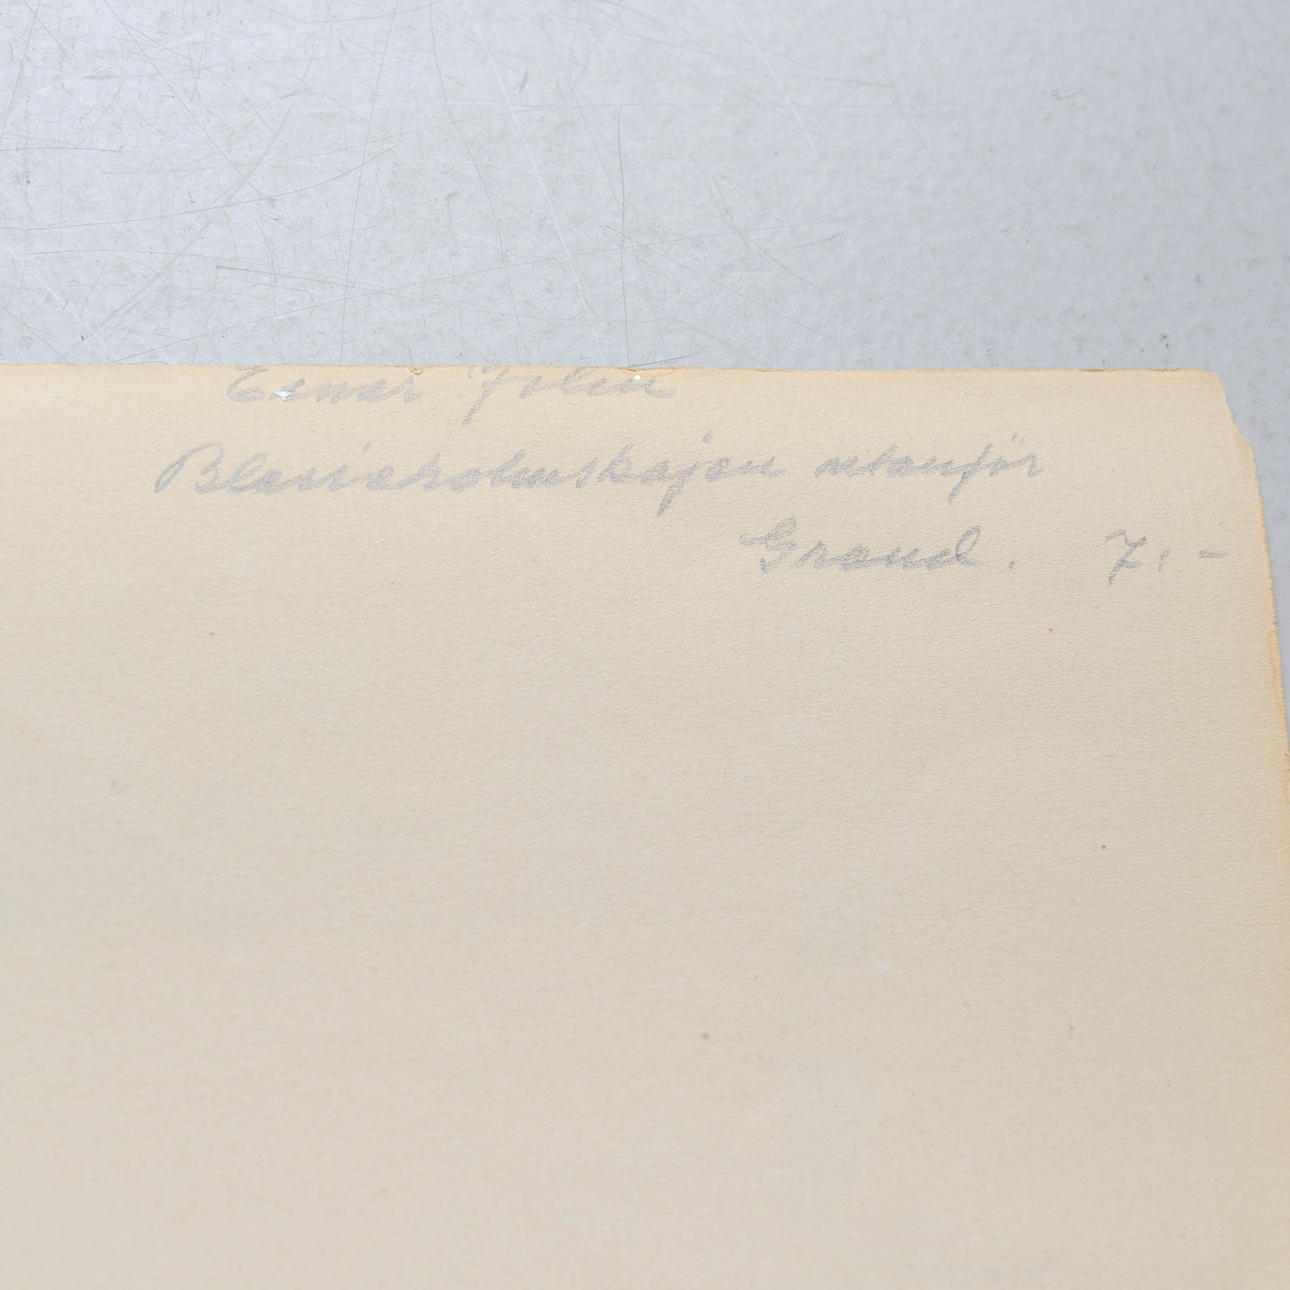 Einar Jolin
Blasieholmskajen utanför
Grand. 7:-